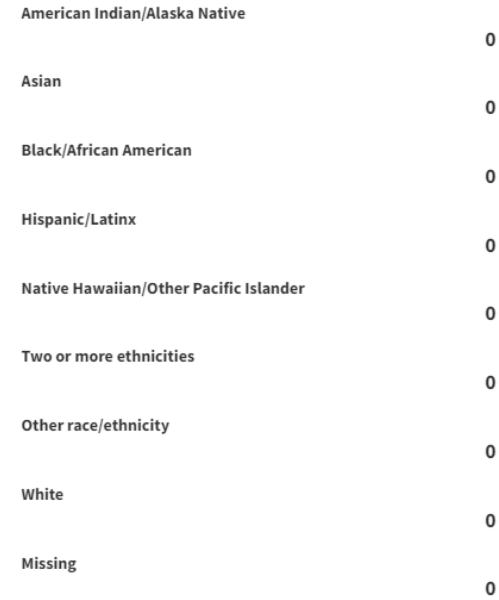 American Indian/Alaska Native
0
Asian
0
Black/African American
0
Hispanic/Latinx
0
Native Hawaiian/Other Pacific Islander
0
Two or more ethnicities
0
Other race/ethnicity
0
White
0
Missing
0